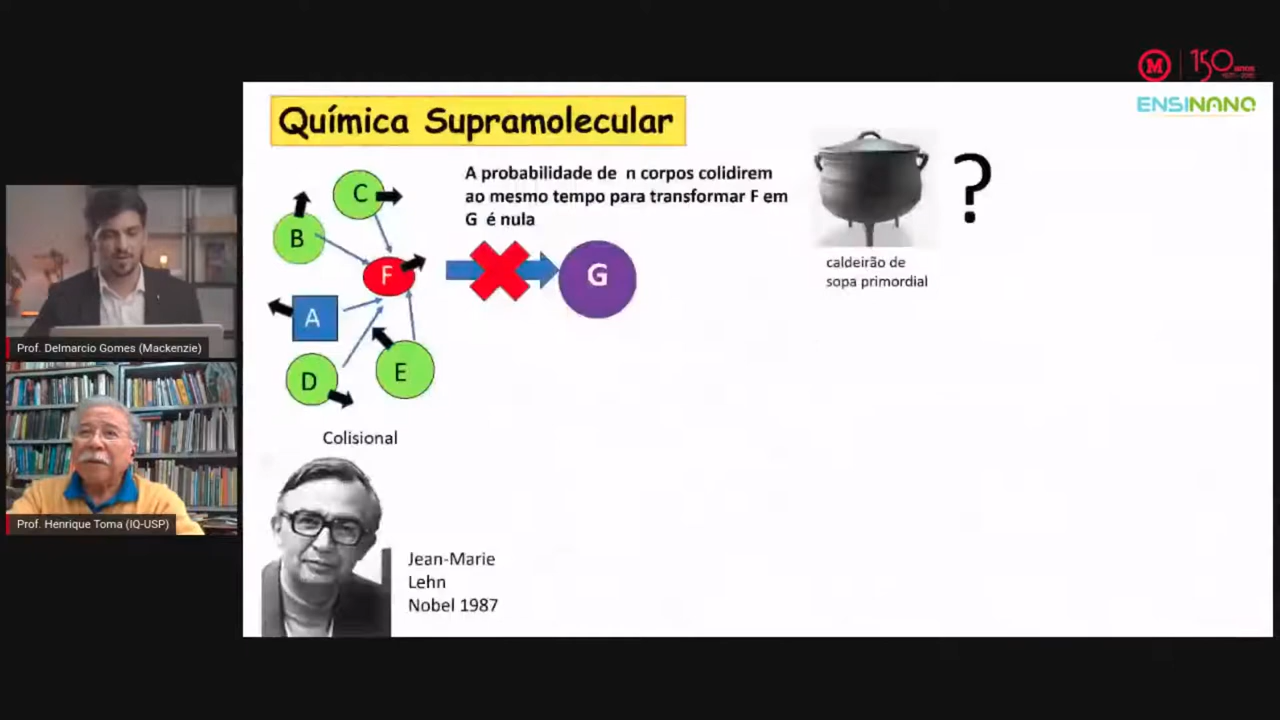 M
150
anos
ENSINANO
Química Supramolecular
A probabilidade de n corpos colidirem
ao mesmo tempo para transformar F em
G é nula
?
C
B
F
G
A
D
E
caldeirão de
sopa primordial
Prof. Delmarcio Gomes (Mackenzie)
Colisional
Prof. Henrique Toma (IQ-USP)
Jean-Marie
Lehn
Nobel 1987